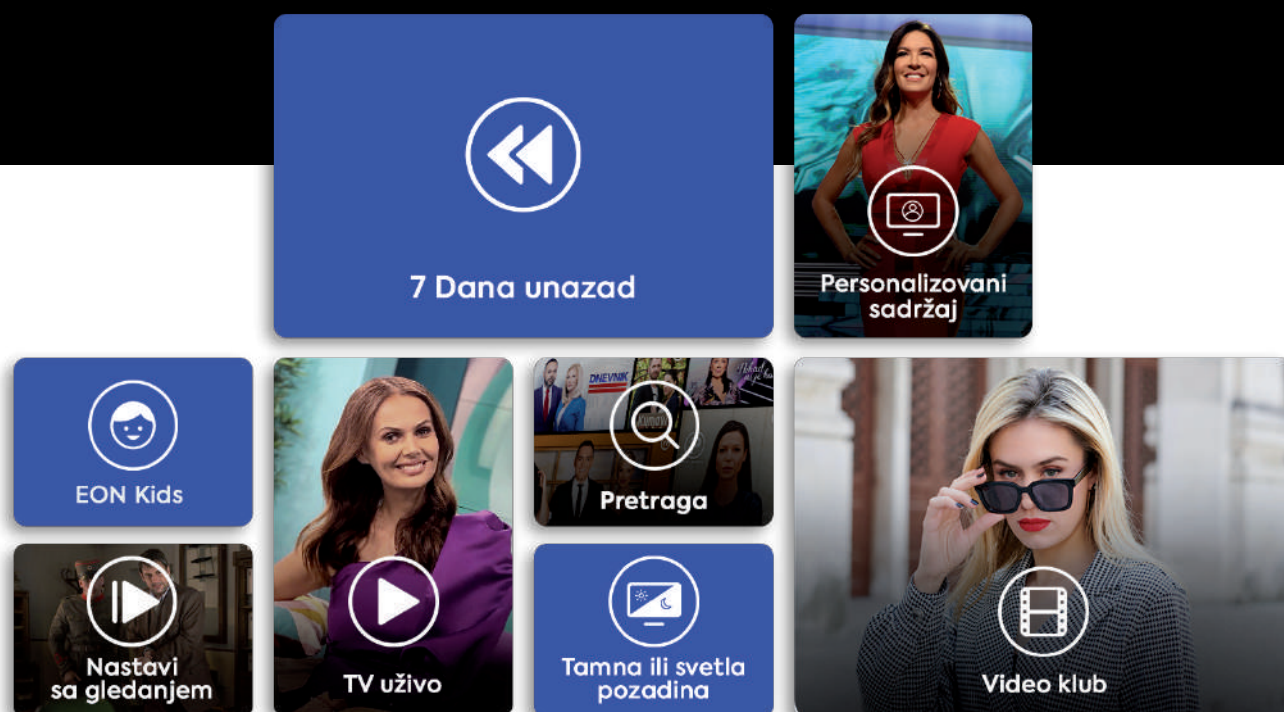 7 Dana unazad
Personalizovani
sadržaj
EON Kids
DNEVNIK
Pretraga
Nastavi
sa gledanjem
TV uživo
Tamna ili svetla
pozadina
Video klub